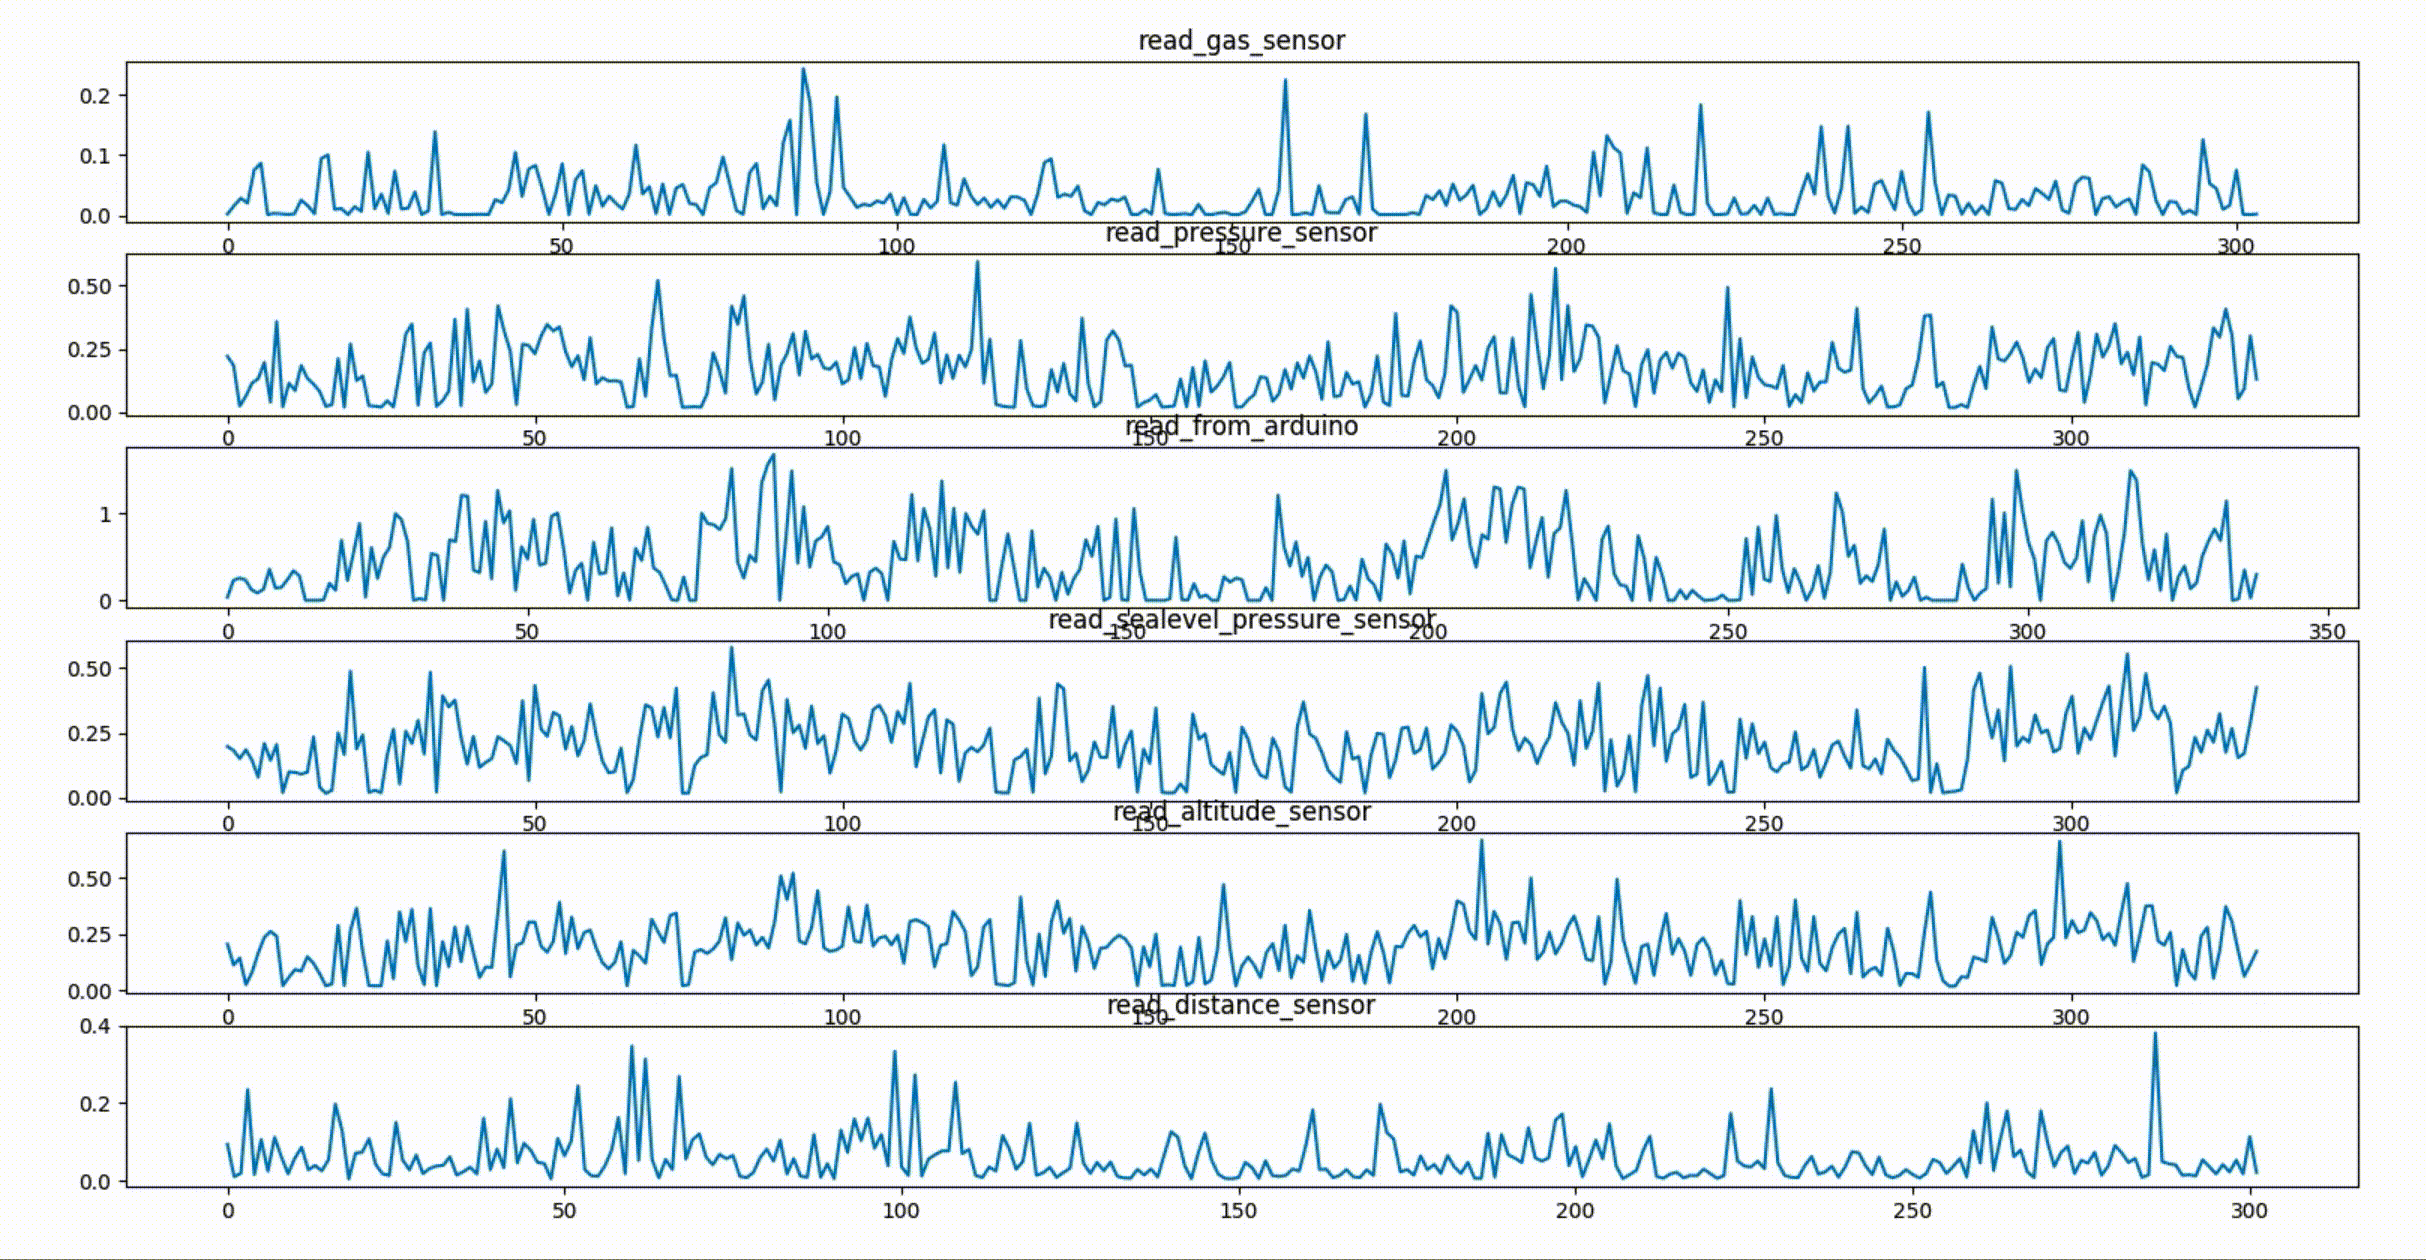 read_gas_sensor
0.2
0.1
0.0
0 50 100 150 200 250 300
read_pressure_sensor
0.50
0.25
0.00
0 50 100 150 200 250 300
read_from_arduino
1
0
0 50 100 150 200 250 300 350
read_sealevel_pressure_sensor
0.50
0.25
0.00
0 50 100 150 200 250 300
read_altitude_sensor
0.50
0.25
0.00
0 50 100 150 200 250 300
read_distance_sensor
0.4
0.2
0.0
0 50 100 150 200 250 300